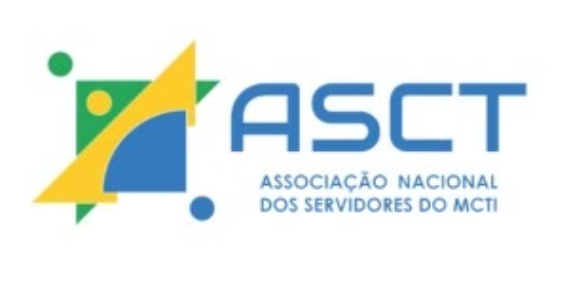 ASCT
ASSOCIAÇÃO NACIONAL
DOS SERVIDORES DO MCTI